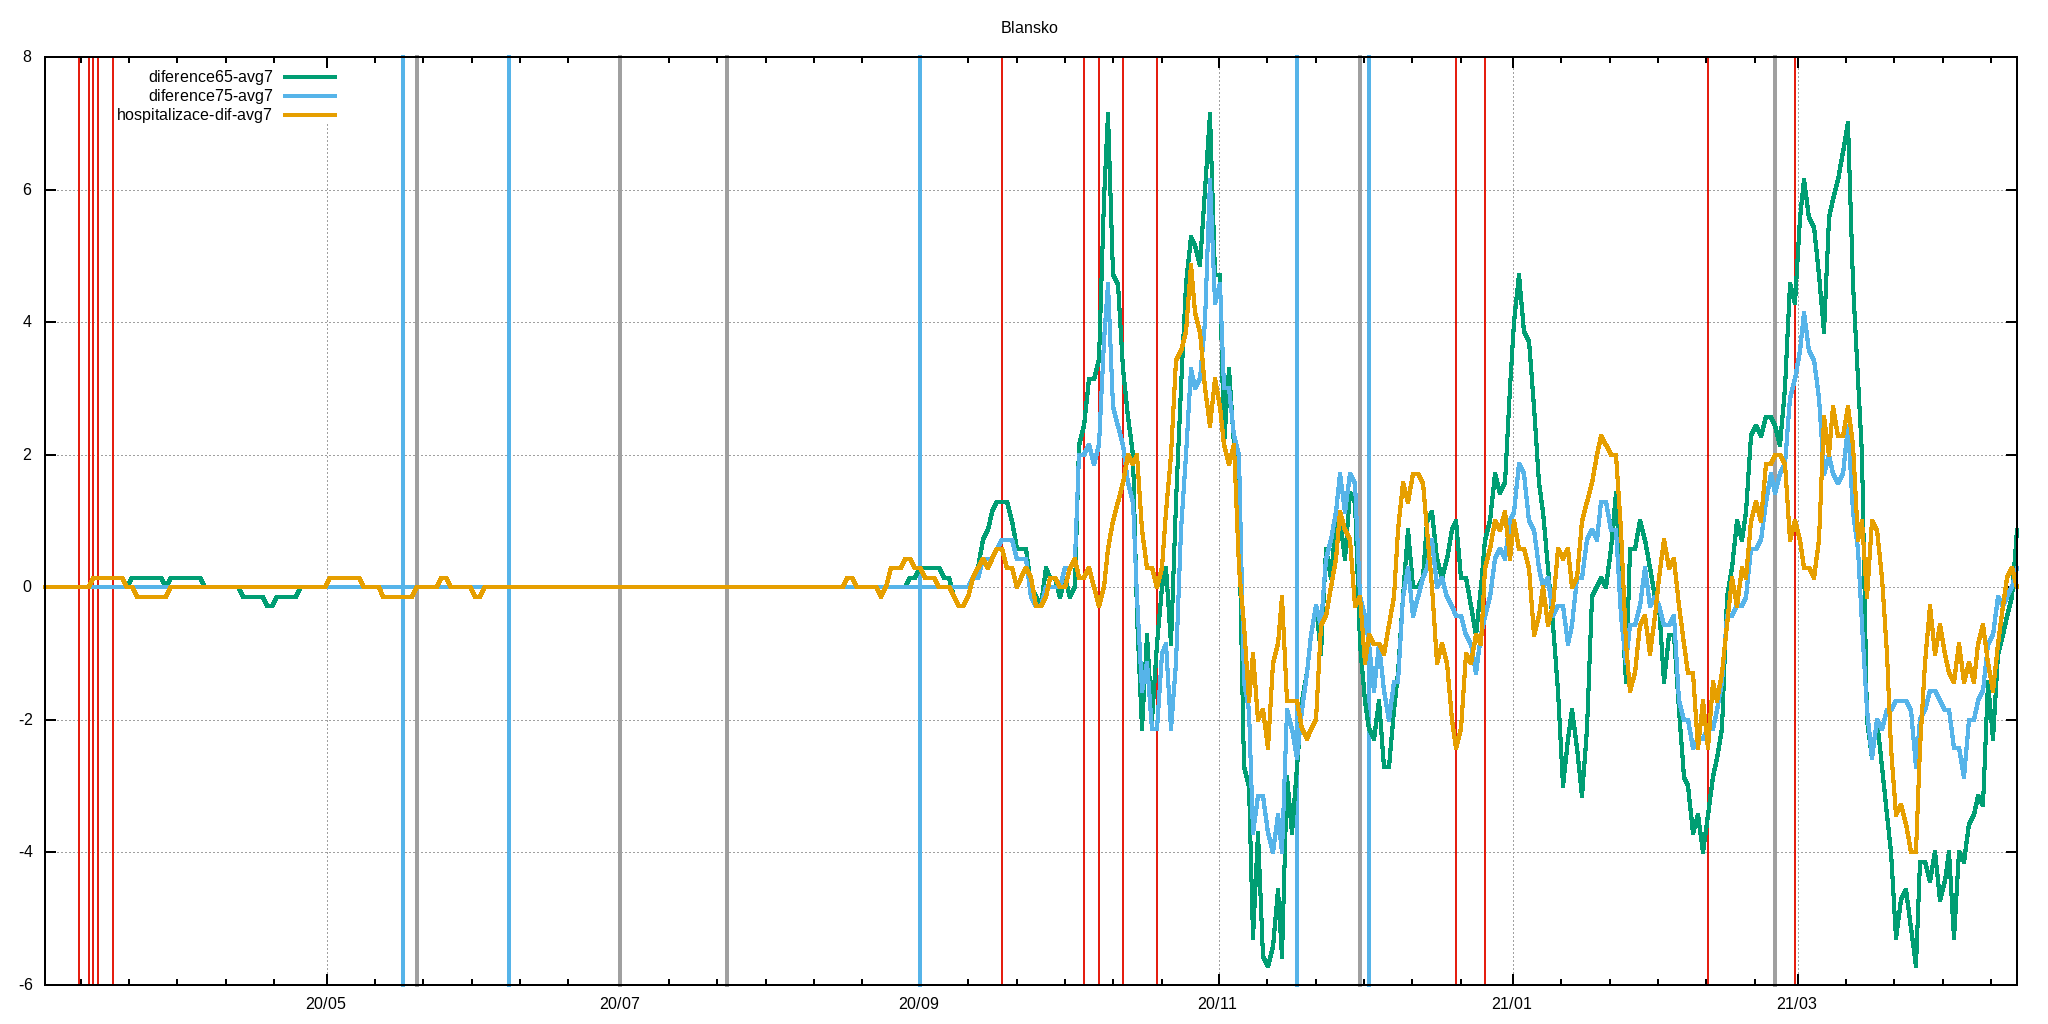 Blansko
8
diference65-avg7
diference75-avg7
hospitalizace-dif-avg7
6
4
2
0
-2
-4
-6
20/05 20/07 20/09 20/11 21/01 21/03